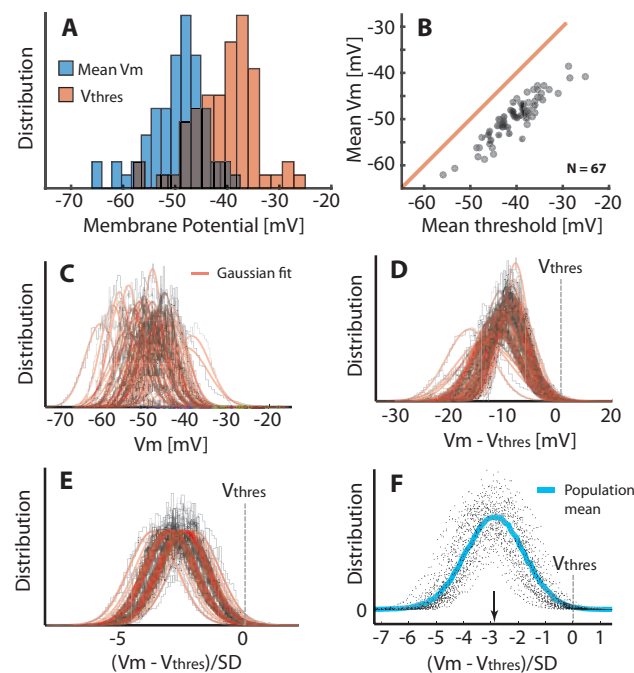 A
Mean Vm
Vthres
Distribution
-70 -60 -50 -40 -30 -20
Membrane Potential [mV]
B
Mean Vm [mV]
-30
-40
-50
-60
N = 67
-60 -50 -40 -30
Mean threshold [mV]
C
Gaussian fit
Distribution
-70 -60 -50 -40 -30 -20
Vm [mV]
D
Vthres
Distribution
-30 -20 -10 0 20
Vm - Vthres [mV]
E
Vthres
Distribution
-5 0
(Vm - Vthres)/SD
F
Population
mean
Vthres
Distribution
0
-7 -6 -5 -4 -3 -2 -1 0 1
(Vm - Vthres)/SD